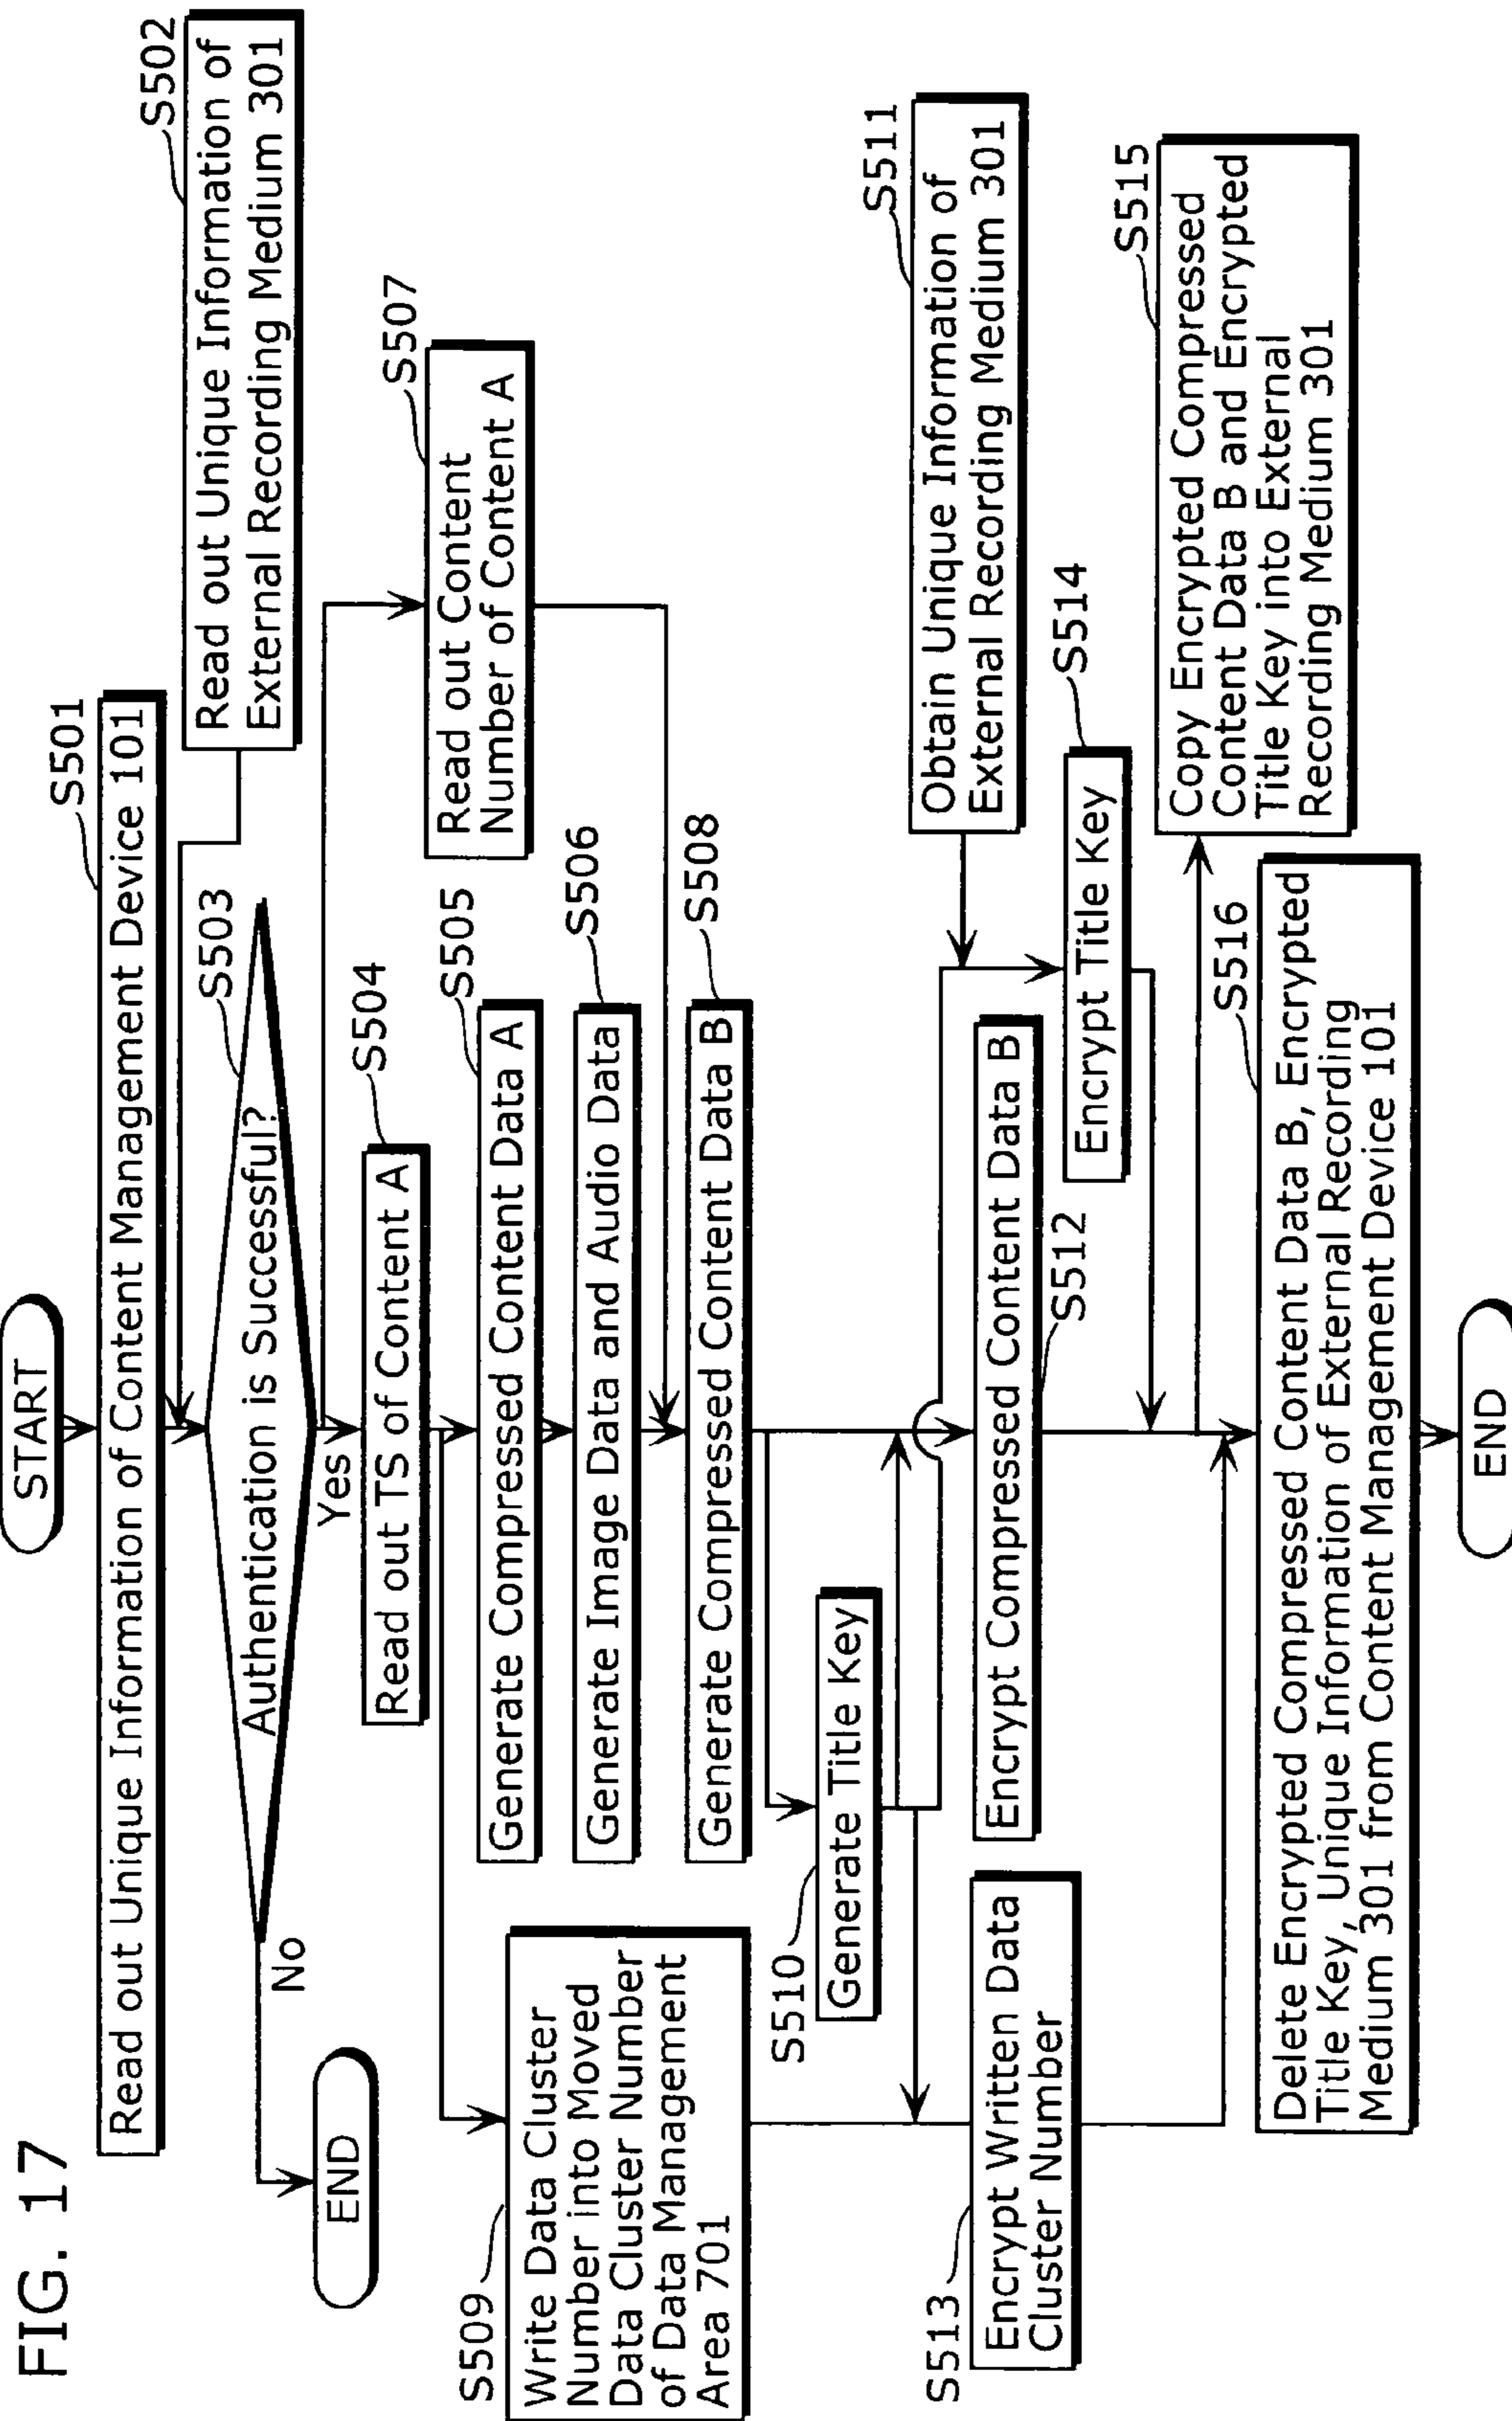 FIG. 17
START
S501
Read out Unique Information of Content Management Device 101
S502
Read out Unique Information of
External Recording Medium 301
S503
Authentication is Successful?
No
Yes
END
S504
Read out TS of Content A
S507
Read out Content
Number of Content A
S505
Generate Compressed Content Data A
S506
Generate Image Data and Audio Data
S508
Generate Compressed Content Data B
S509
Write Data Cluster
Number into Moved
Data Cluster Number
of Data Management
Area 701
S510
Generate Title Key
S511
Obtain Unique Information of
External Recording Medium 301
S513
Encrypt Written Data
Cluster Number
Encrypt Compressed Content Data B
S512
S514
Encrypt Title Key
S515
Copy Encrypted Compressed
Content Data B and Encrypted
Title Key into External
Recording Medium 301
S516
Delete Encrypted Compressed Content Data B, Encrypted
Title Key, Unique Information of External Recording
Medium 301 from Content Management Device 101
END